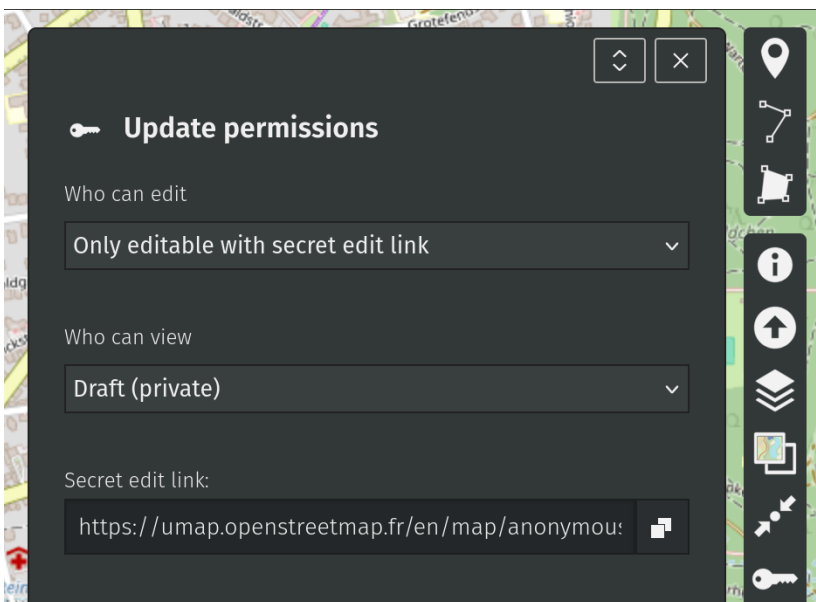 Update permissions
Who can edit
Only editable with secret edit link
Who can view
Draft (private)
Secret edit link:
https://umap.openstreetmap.fr/en/map/anonymous